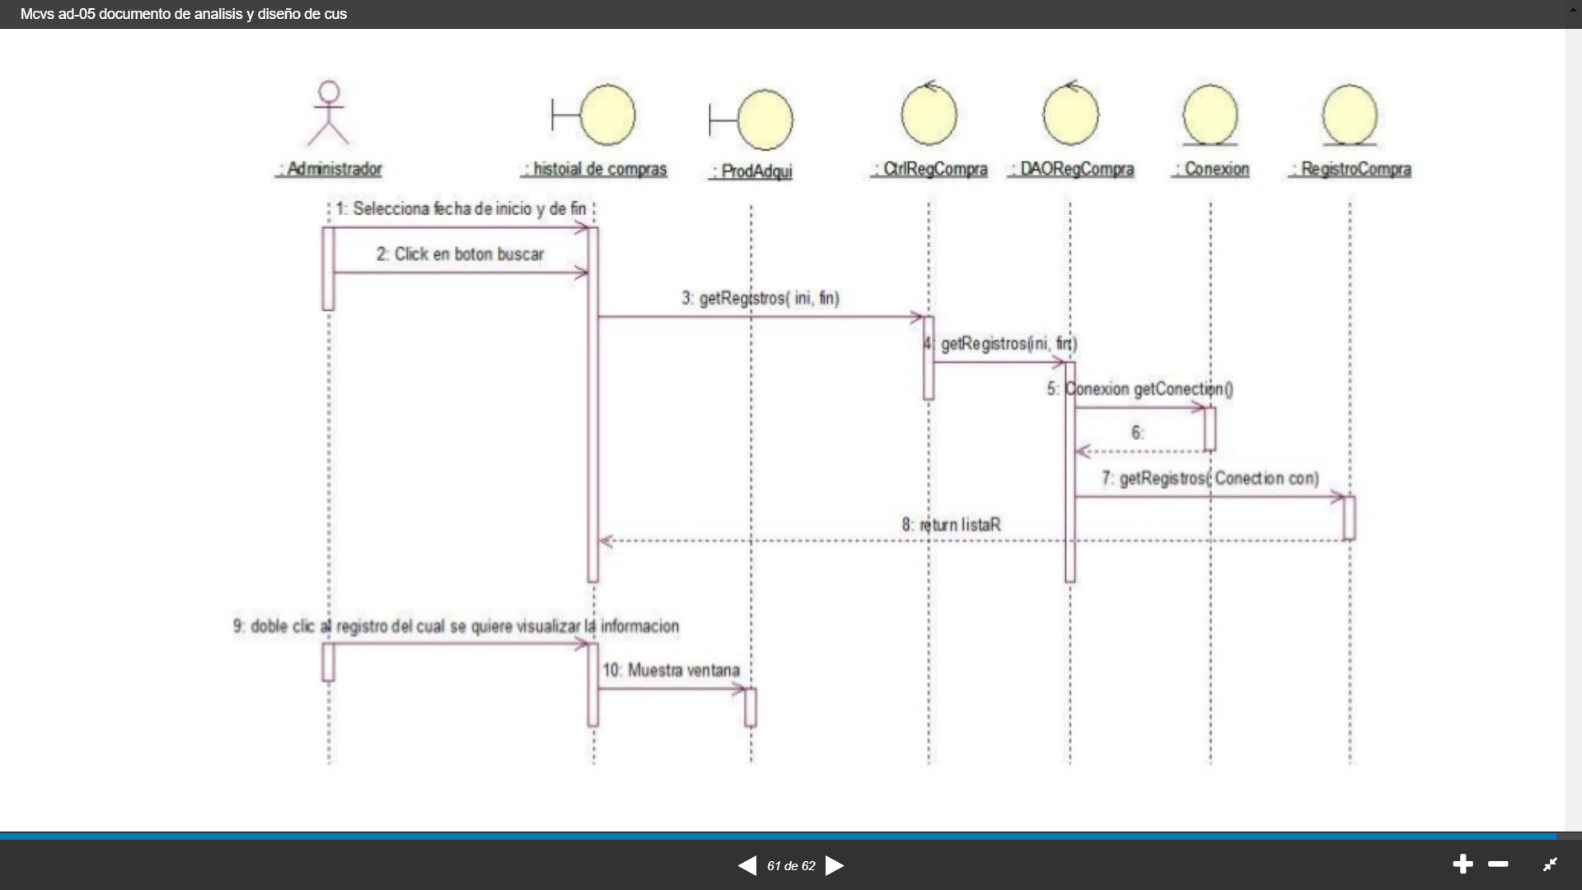 Mcvs ad-05 documento de analisis y diseño de cus
: Administrador
: histoial de compras
: ProdAdqui
: CtrlRegCompra
: DAORegCompra
: Conexion
: RegistroCompra
1: Selecciona fecha de inicio y de fin
2: Click en boton buscar
3: getRegistros( ini, fin)
4: getRegistros(ini, fin)
5: Conexion getConection()
6:
7: getRegistros( Conection con)
8: return listaR
9: doble clic al registro del cual se quiere visualizar la informacion
10: Muestra ventana
61 de 62